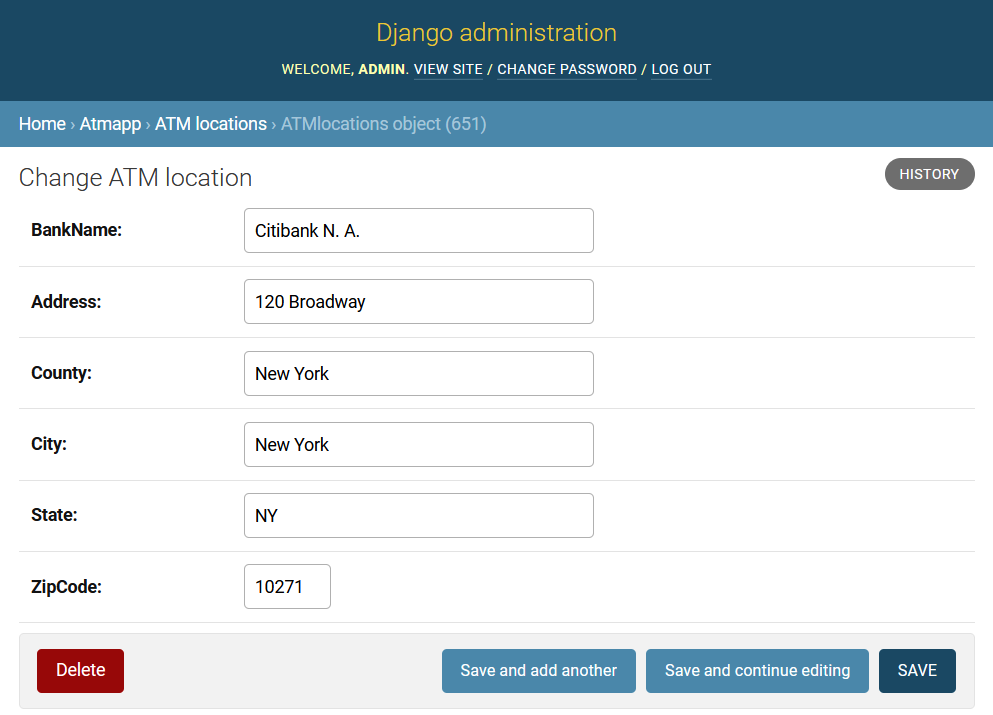 Django administration
WELCOME, ADMIN. VIEW SITE / CHANGE PASSWORD / LOG OUT
Home › Atmapp › ATM locations › ATMlocations object (651)
Change ATM location
HISTORY
BankName: Citibank N. A.
Address: 120 Broadway
County: New York
City: New York
State: NY
ZipCode: 10271
Delete Save and add another Save and continue editing SAVE